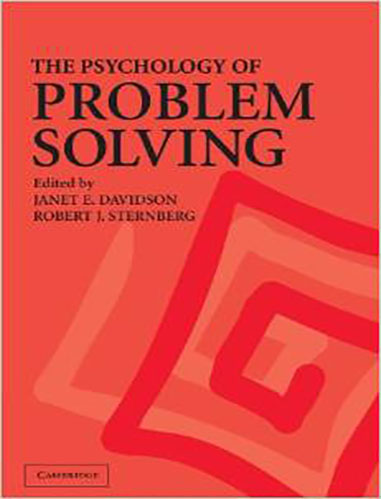 THE PSYCHOLOGY OF
PROBLEM
SOLVING
Edited by
JANET E. DAVIDSON
ROBERT J. STERNBERG
CAMBRIDGE